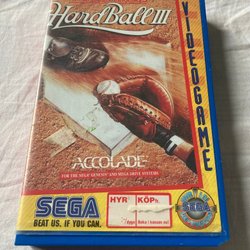 HardBall III
VIDEOGAME
ACCOLADE
FOR THE SEGA GENESIS AND SEGA MEGA DRIVE SYSTEMS
SEGA
BEAT US. IF YOU CAN.
HYR
KÖP